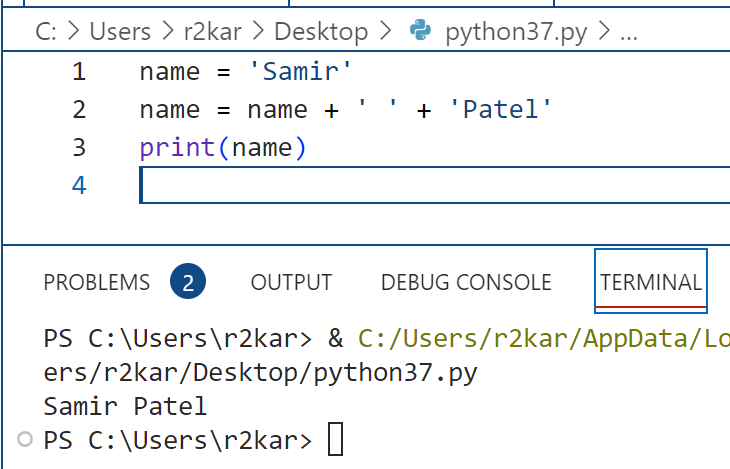 C: > Users > r2kar > Desktop > python37.py > ...
1 name = 'Samir'
2 name = name + ' ' + 'Patel'
3 print(name)
4
PROBLEMS 2 OUTPUT DEBUG CONSOLE TERMINAL
PS C:\Users\r2kar> & C:/Users/r2kar/AppData/Lo
ers/r2kar/Desktop/python37.py
Samir Patel
PS C:\Users\r2kar>